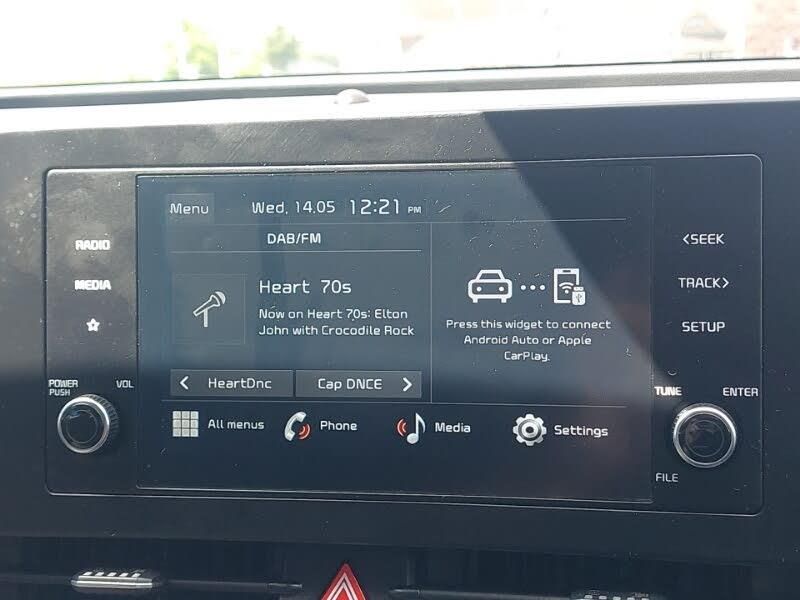 Menu Wed, 14.05 12:21 PM
DAB/FM
Heart 70s
Now on Heart 70s: Elton
John with Crocodile Rock
< HeartDnc
Cap DNCE >
Press this widget to connect
Android Auto or Apple
CarPlay.
All menus
Phone
Media
Settings
RADIO
MEDIA
POWER
PUSH
VOL
<SEEK
TRACK>
SETUP
TUNE
ENTER
FILE